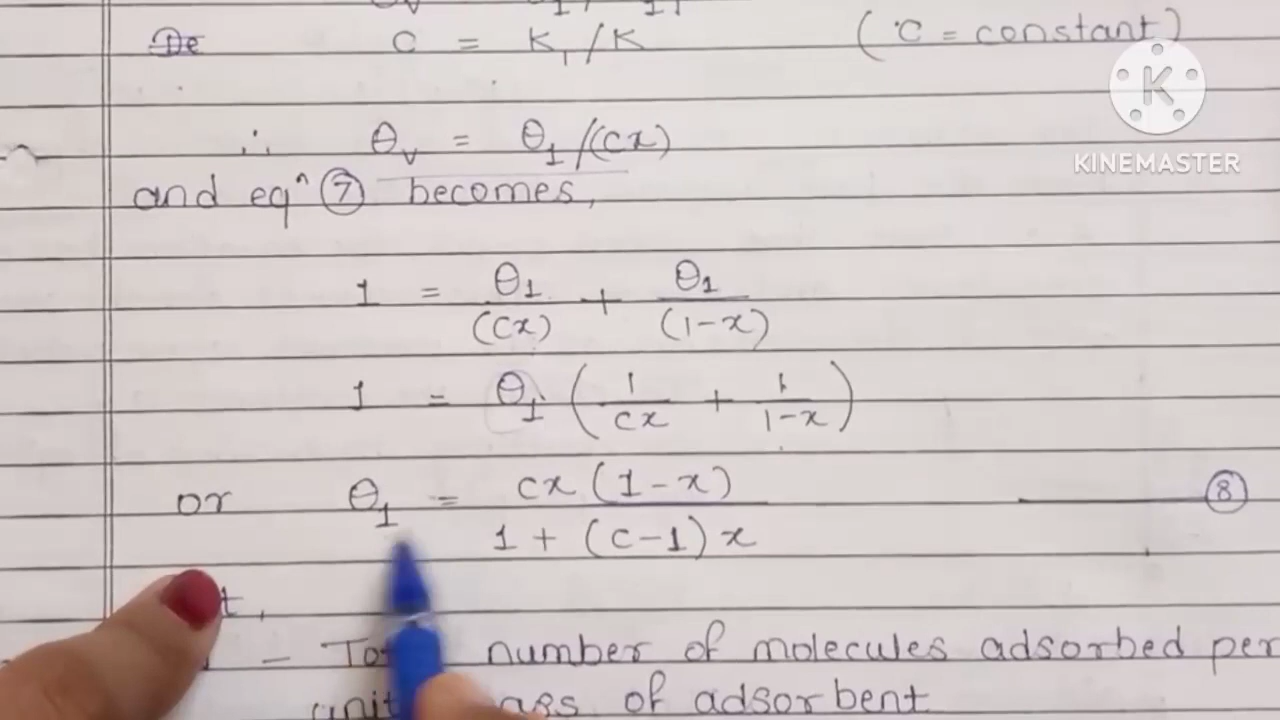 De C = K₁/K (C = constant)
KINEMASTER
∴ θᵥ = θ₁/(Cx)
and eqⁿ ⑦ becomes,
1 = θ₁/(Cx) + θ₁/(1-x)
1 = θ₁ (1/Cx + 1/1-x)
or θ₁ = Cx(1-x) / 1 + (C-1)x ⑧
number of molecules adsorbed per
of adsorbent